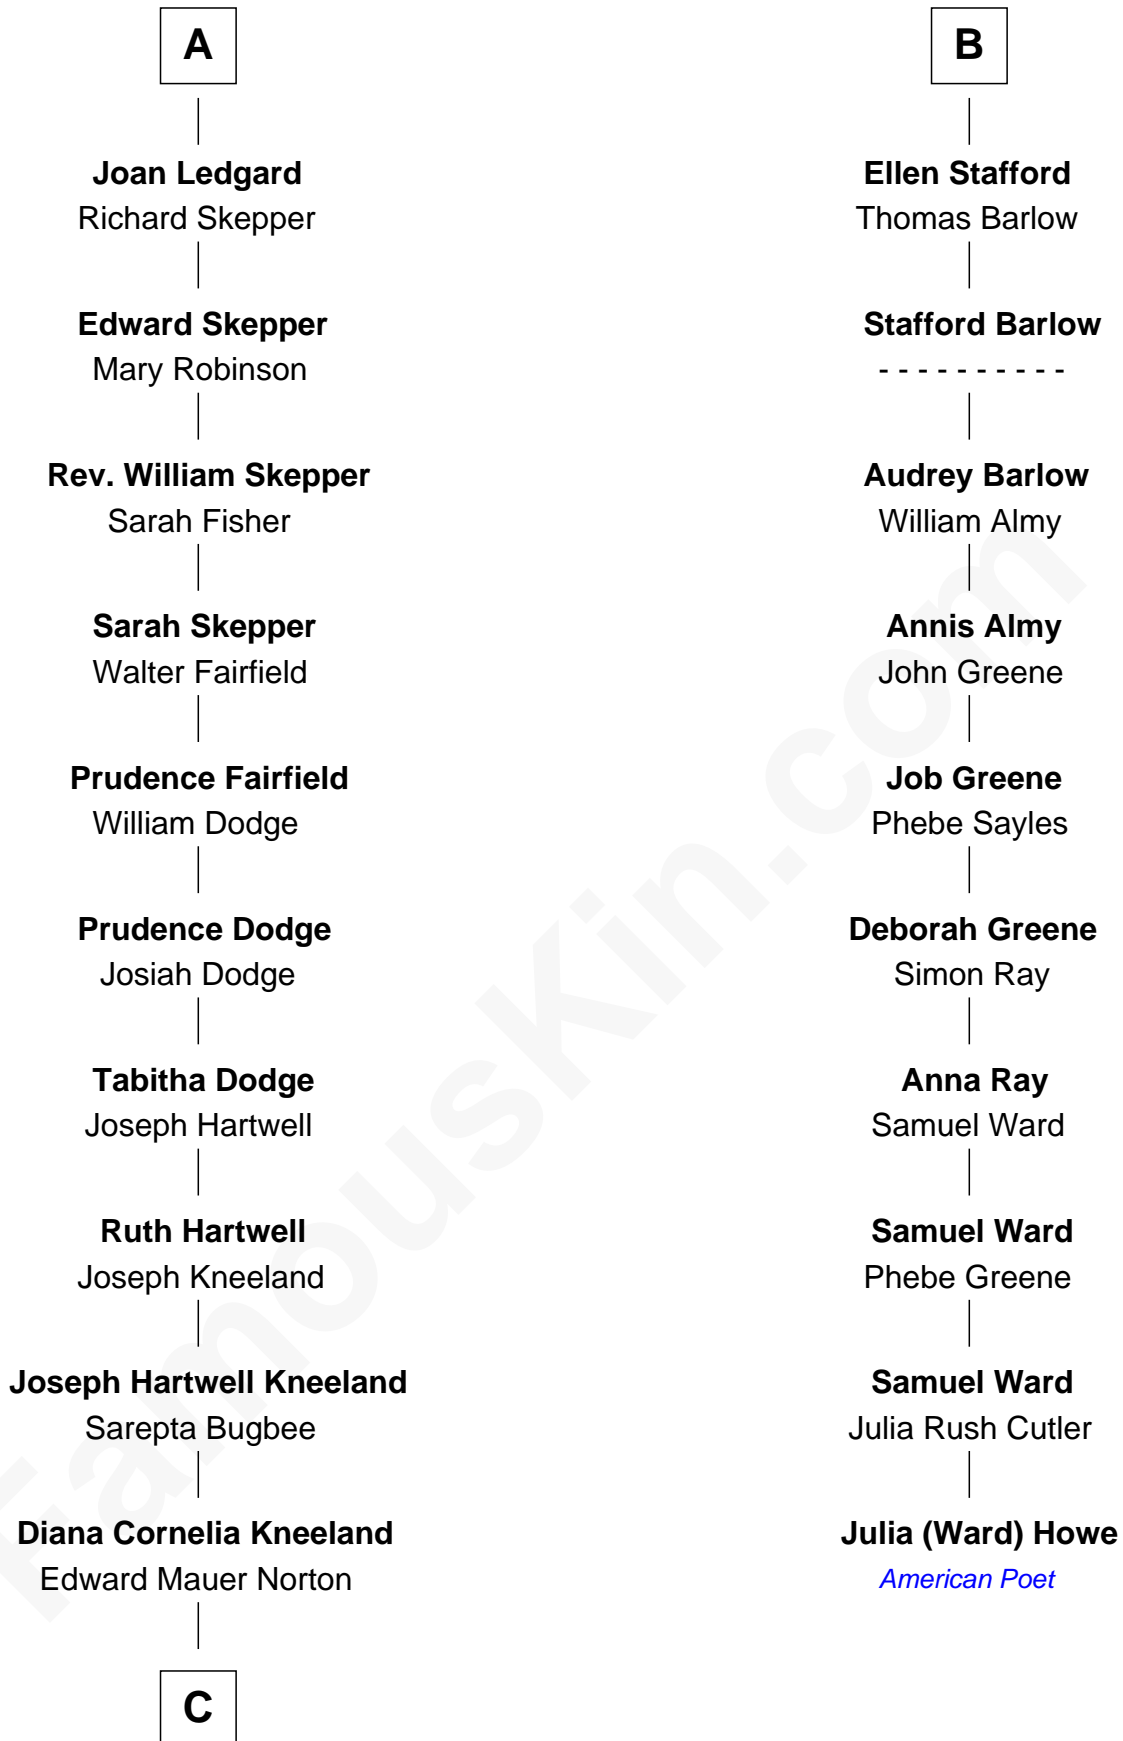 A
Joan Ledgard
Richard Skepper
Edward Skepper
Mary Robinson
Rev. William Skepper
Sarah Fisher
Sarah Skepper
Walter Fairfield
Prudence Fairfield
William Dodge
Prudence Dodge
Josiah Dodge
Tabitha Dodge
Joseph Hartwell
Ruth Hartwell
Joseph Kneeland
Joseph Hartwell Kneeland
Sarepta Bugbee
Diana Cornelia Kneeland
Edward Mauer Norton
C
B
Ellen Stafford
Thomas Barlow
Stafford Barlow
- - - - - - - - - -
Audrey Barlow
William Almy
Annis Almy
John Greene
Job Greene
Phebe Sayles
Deborah Greene
Simon Ray
Anna Ray
Samuel Ward
Samuel Ward
Phebe Greene
Samuel Ward
Julia Rush Cutler
Julia (Ward) Howe
American Poet
FamousKin.com